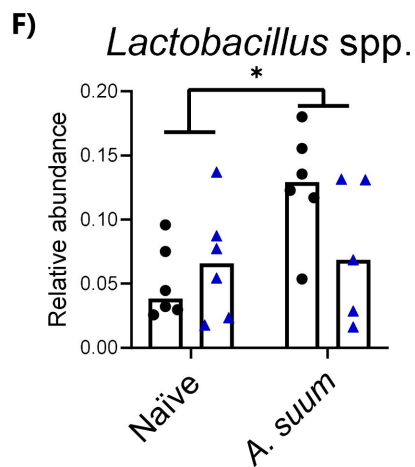 F)
Lactobacillus spp.
*
Relative abundance
0.20
0.15
0.10
0.05
0.00
Naïve
A. suum